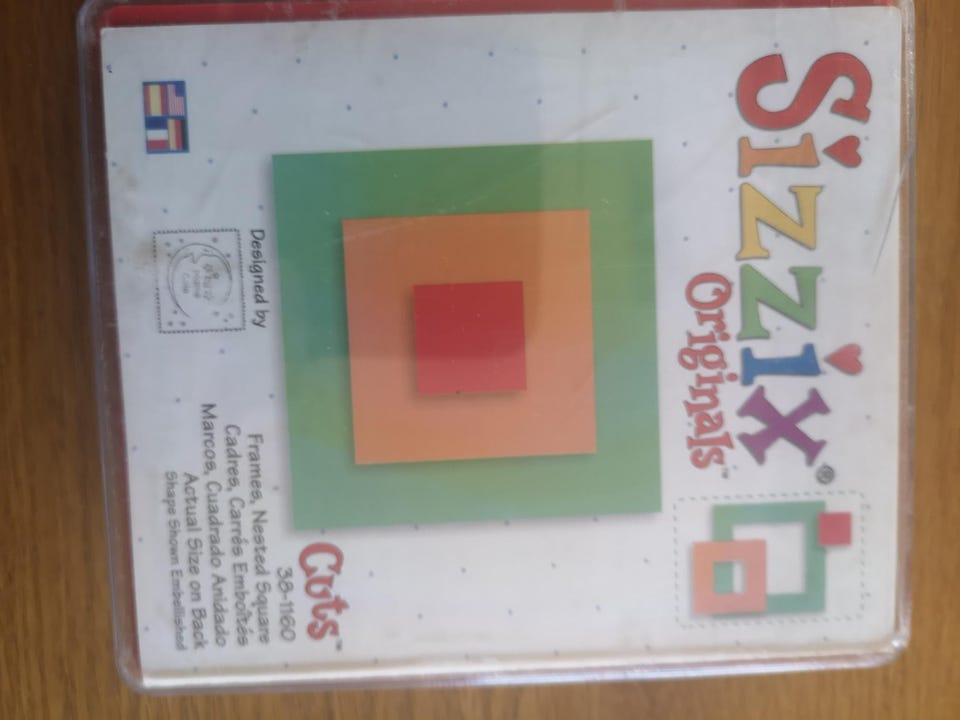 Sizzix®
Originals™
Cuts™
Designed by
Frames, Nested Square
38-1160
Cadres, Carrés Emboîtés
Marcos, Cuadrado Anidado
Actual Size on Back
Shape Shown Embellished